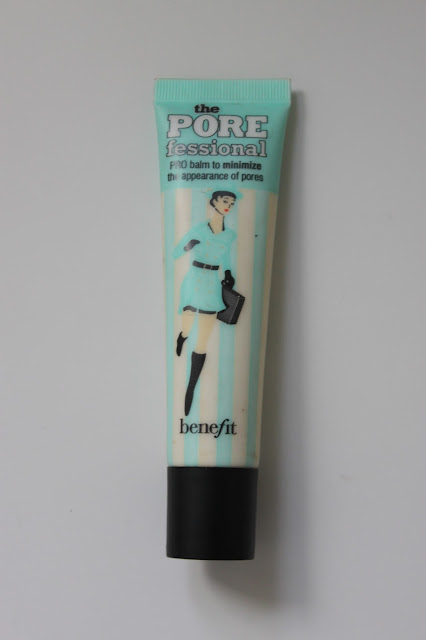 the
PORE
fessional
PRO balm to minimize
the appearance of pores
benefit